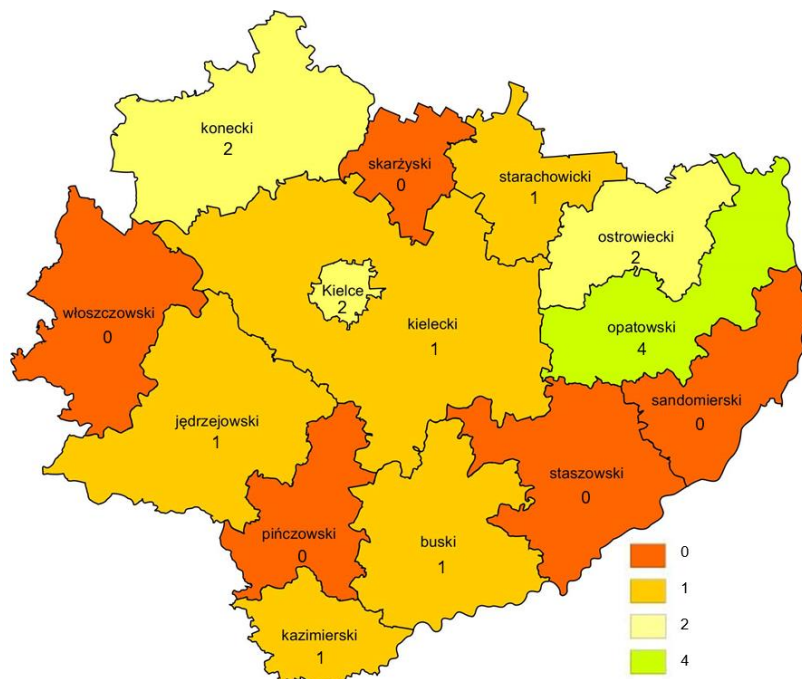 konecki
2
skarżyski
0
starachowicki
1
ostrowiecki
2
Kielce
2
włoszczowski
0
kielecki
1
opatowski
4
sandomierski
0
jędrzejowski
1
staszowski
0
pińczowski
0
buski
1
kazimierski
1
0
1
2
4